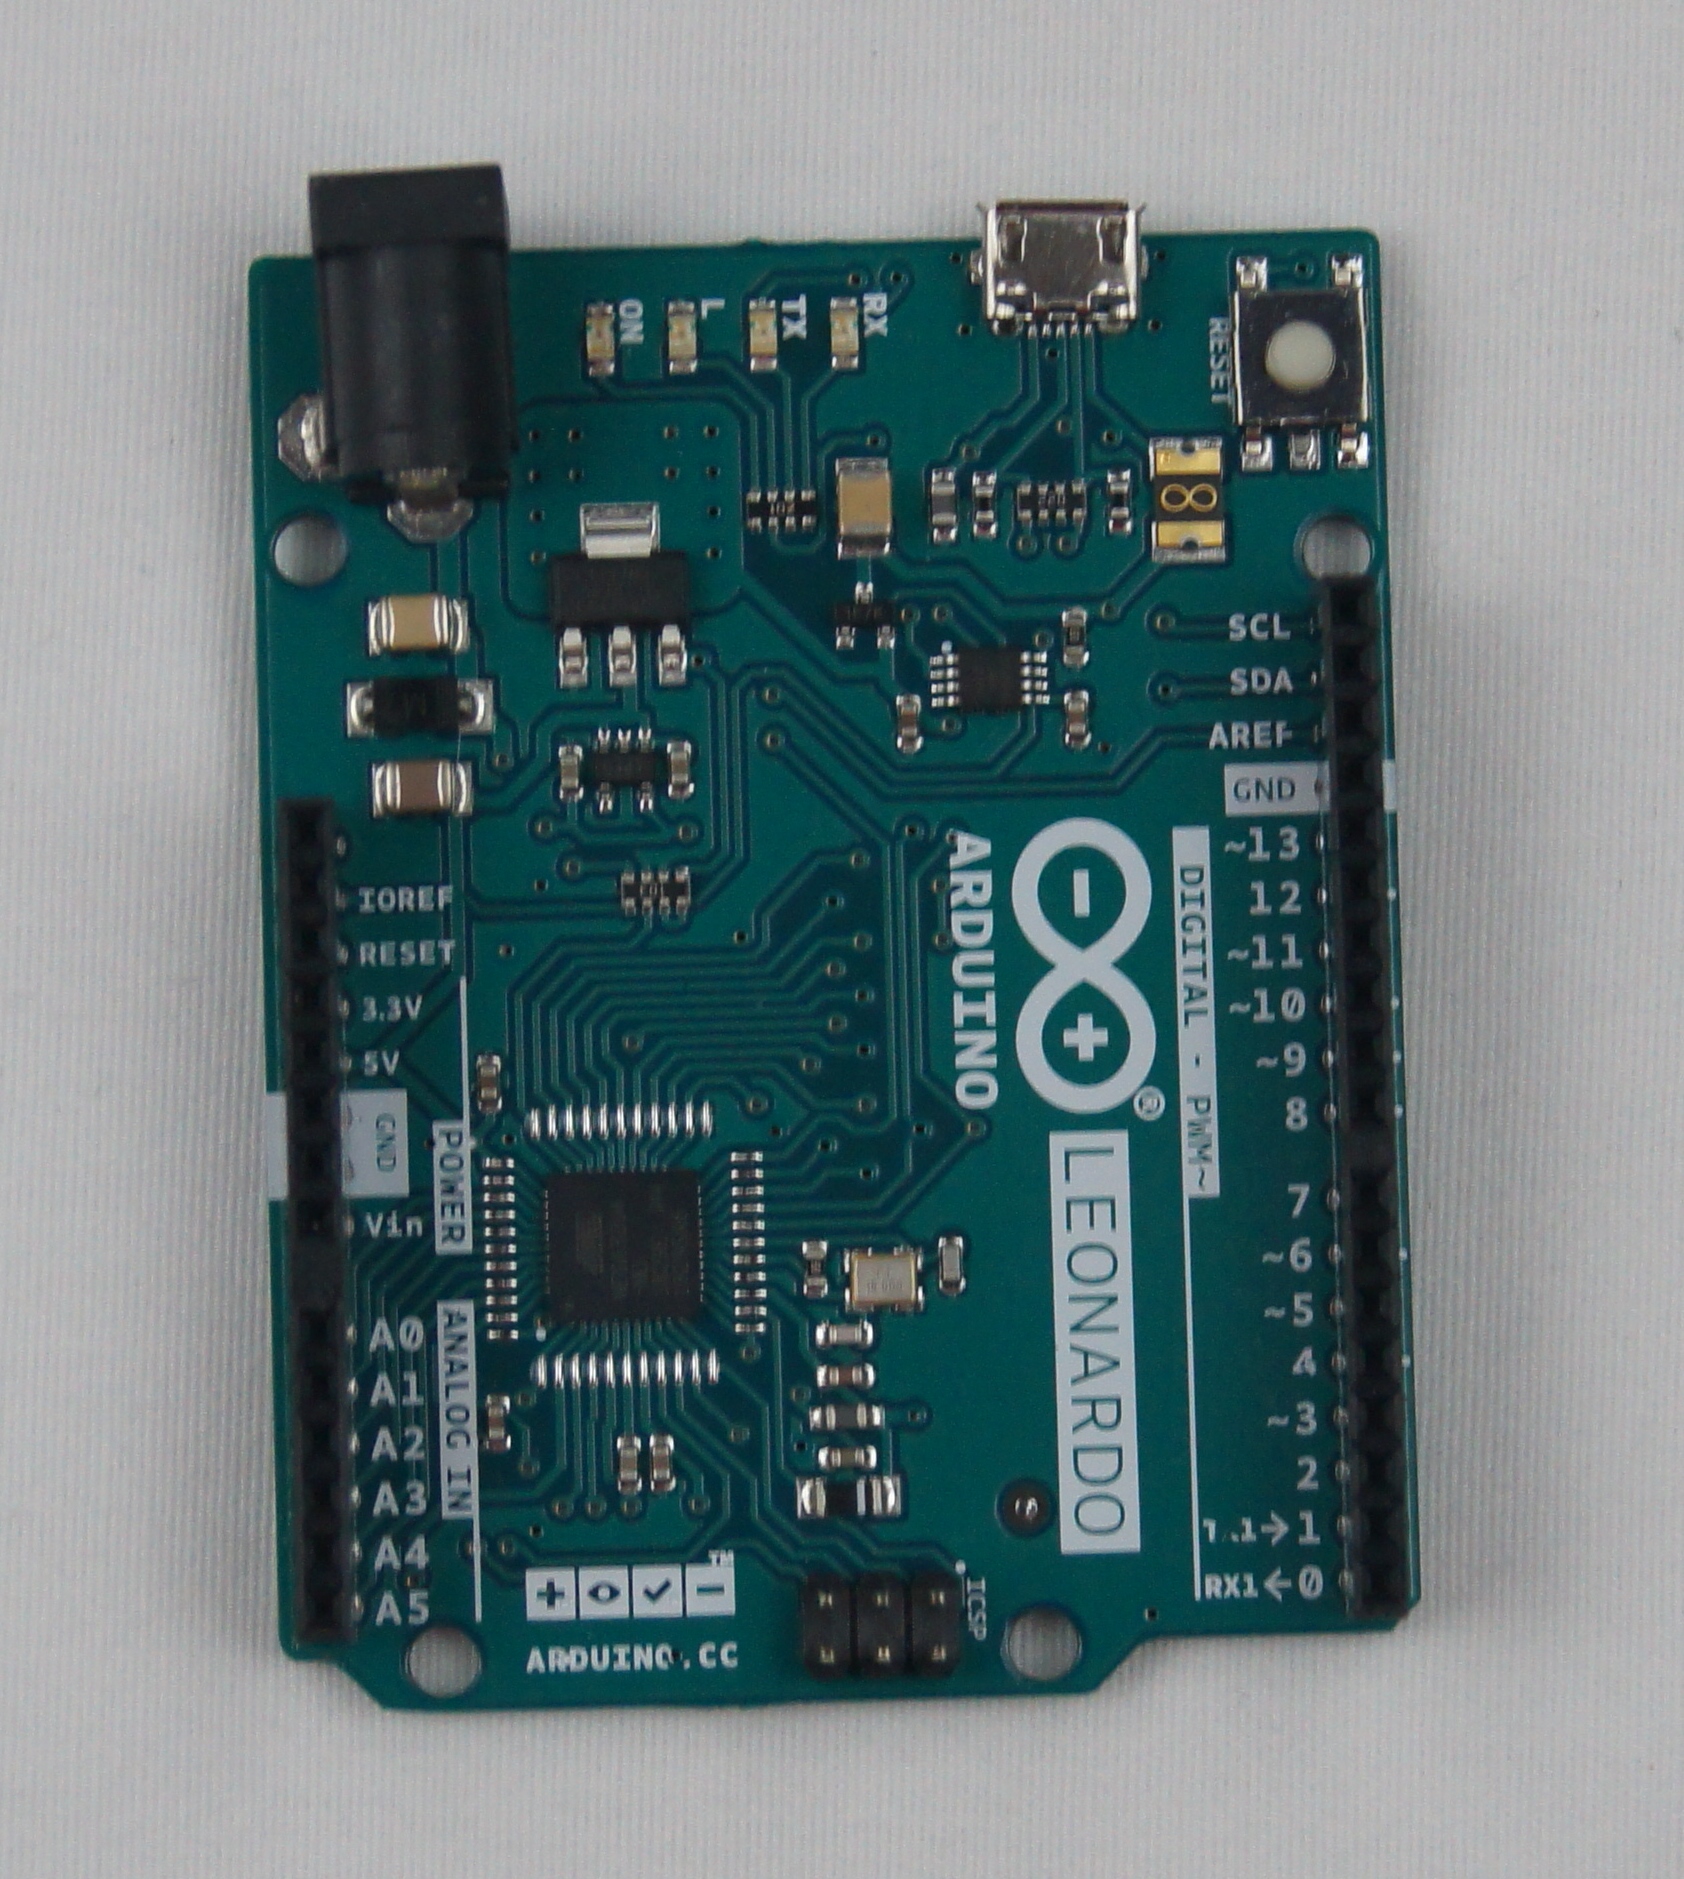 ON
L
TX
RX
RESET
SCL
SDA
AREF
GND
~13
12
~11
~10
~9
8
7
~6
~5
4
~3
2
1
RX1←0
DIGITAL - PWM~
ARDUINO
®
LEONARDO
IOREF
RESET
3.3V
5V
GND
Vin
POWER
A0
A1
A2
A3
A4
A5
ANALOG IN
TM
ARDUINO.CC
ICSP